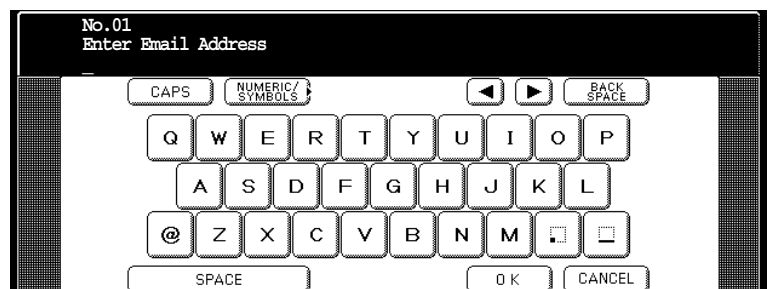 No.01
Enter Email Address
_
CAPS NUMERIC/ SYMBOLS ◀ ▶ BACK SPACE
Q W E R T Y U I O P
A S D F G H J K L
@ Z X C V B N M . _
SPACE OK CANCEL